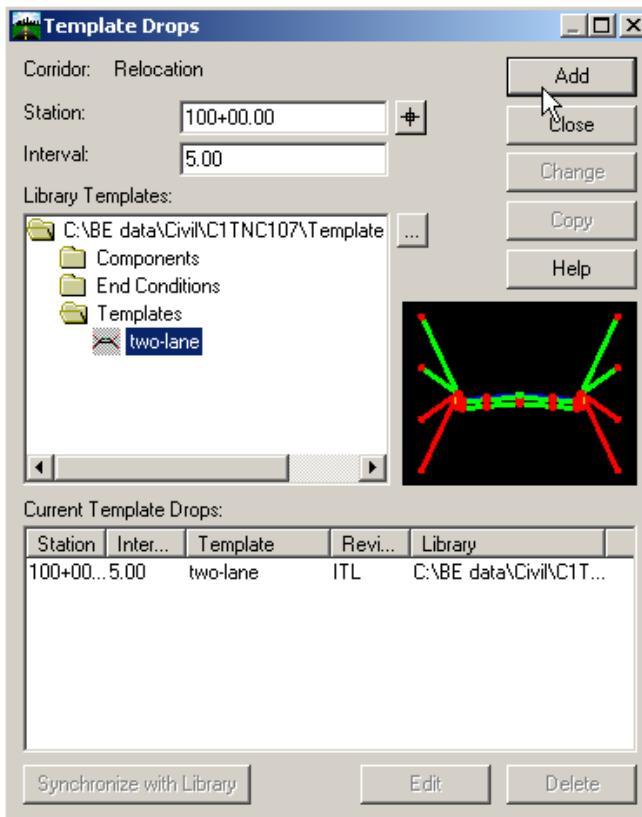 Template Drops
Corridor: Relocation
Add
Station: 100+00.00
Close
Interval: 5.00
Change
Library Templates:
C:\BE data\Civil\C1TNC107\Template
...
Copy
Components
End Conditions
Help
Templates
two-lane
Current Template Drops:
Station Inter... Template Revi... Library
100+00... 5.00 two-lane ITL C:\BE data\Civil\C1T...
Synchronize with Library Edit Delete